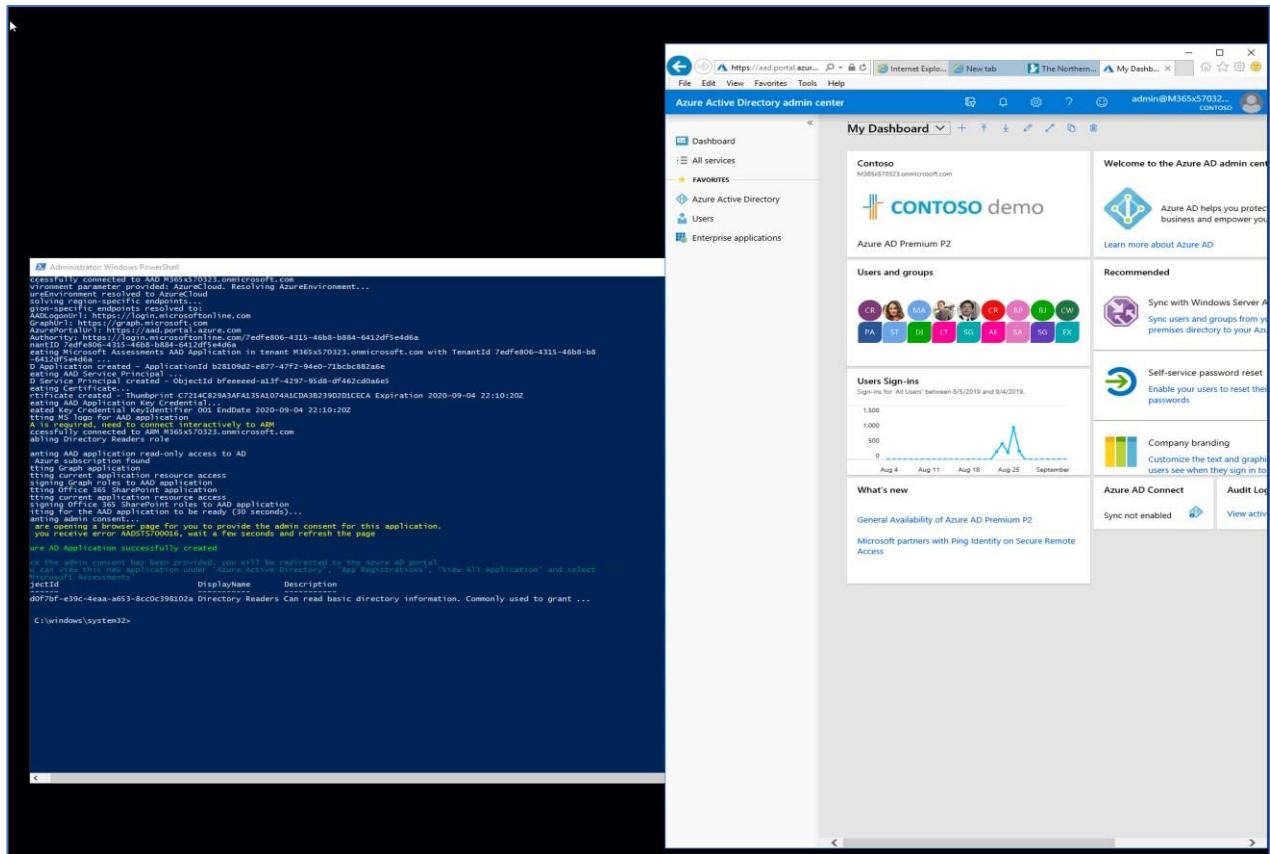 Administrator: Windows PowerShell
ccessfully connected to AAD M365x570323.onmicrosoft.com
vironment parameter provided: AzureCloud. Resolving AzureEnvironment...
ureEnvironment resolved to AzureCloud
solving region-specific endpoints...
gion-specific endpoints resolved to:
AADLogonUrl: https://login.microsoftonline.com
GraphUrl: https://graph.microsoft.com
AzurePortalUrl: https://aad.portal.azure.com
Authority: https://login.microsoftonline.com/7edfe806-4315-46b8-b884-6412df5e4d6a
nantID 7edfe806-4315-46b8-b884-6412df5e4d6a
eating Microsoft Assessments AAD Application in tenant M365x570323.onmicrosoft.com with TenantId 7edfe806-4315-46b8-b8
-6412df5e4d6a ...
D Application created - ApplicationId b28109d2-e877-47f2-94e0-71bcbc882a6e
eating AAD Service Principal ...
D Service Principal created - ObjectId bfeeeeed-a13f-4297-95d8-df462cd0a6e5
eating Certificate...
rtificate created - Thumbprint C7214C829A3AFA135A1074A1CDA3B239D2D1CECA Expiration 2020-09-04 22:10:20Z
eating AAD Application Key Credential...
eated Key Credential KeyIdentifier 001 EndDate 2020-09-04 22:10:20Z
tting MS logo for AAD application
A is required, need to connect interactively to ARM
ccessfully connected to ARM M365x570323.onmicrosoft.com
abling Directory Readers role
anting AAD application read-only access to AD
Azure subscription found
tting Graph application
tting current application resource access
signing Graph roles to AAD application
tting Office 365 SharePoint application
tting current application resource access
signing Office 365 SharePoint roles to AAD application
iting for the AAD application to be ready (30 seconds)...
anting admin consent...
are opening a browser page for you to provide the admin consent for this application.
you receive error AADSTS700016, wait a few seconds and refresh the page
ure AD Application successfully created
ce the admin consent has been provided, you will be redirected to the Azure AD portal
u can view this new application under 'Azure Active Directory', 'App Registrations', 'View All Application' and select
Microsoft Assessments
jectId DisplayName Description
d0f7bf-e39c-4eaa-a653-8cc0c398102a Directory Readers Can read basic directory information. Commonly used to grant ...
C:\windows\system32>
https://aad.portal.azur... Internet Explo... New tab The Northern... My Dashb...
File Edit View Favorites Tools Help
Azure Active Directory admin center
admin@M365x57032...
CONTOSO
Dashboard
All services
FAVORITES
Azure Active Directory
Users
Enterprise applications
My Dashboard
Contoso
M365x570323.onmicrosoft.com
CONTOSO demo
Azure AD Premium P2
Welcome to the Azure AD admin cent
Azure AD helps you protec
business and empower you
Learn more about Azure AD
Users and groups
CR MA CR BP BJ CW
PA ST DI LT SG AE SA SG EX
Recommended
Sync with Windows Server A
Sync users and groups from yo
premises directory to your Azu
Self-service password reset
Enable your users to reset thei
passwords
Company branding
Customize the text and graphi
users see when they sign in to
Users Sign-ins
Sign-ins for 'All Users' between 8/5/2019 and 9/4/2019.
1,500
1,000
500
0
Aug 4 Aug 11 Aug 18 Aug 25 September
What's new
General Availability of Azure AD Premium P2
Microsoft partners with Ping Identity on Secure Remote
Access
Azure AD Connect
Sync not enabled
Audit Log
View activ